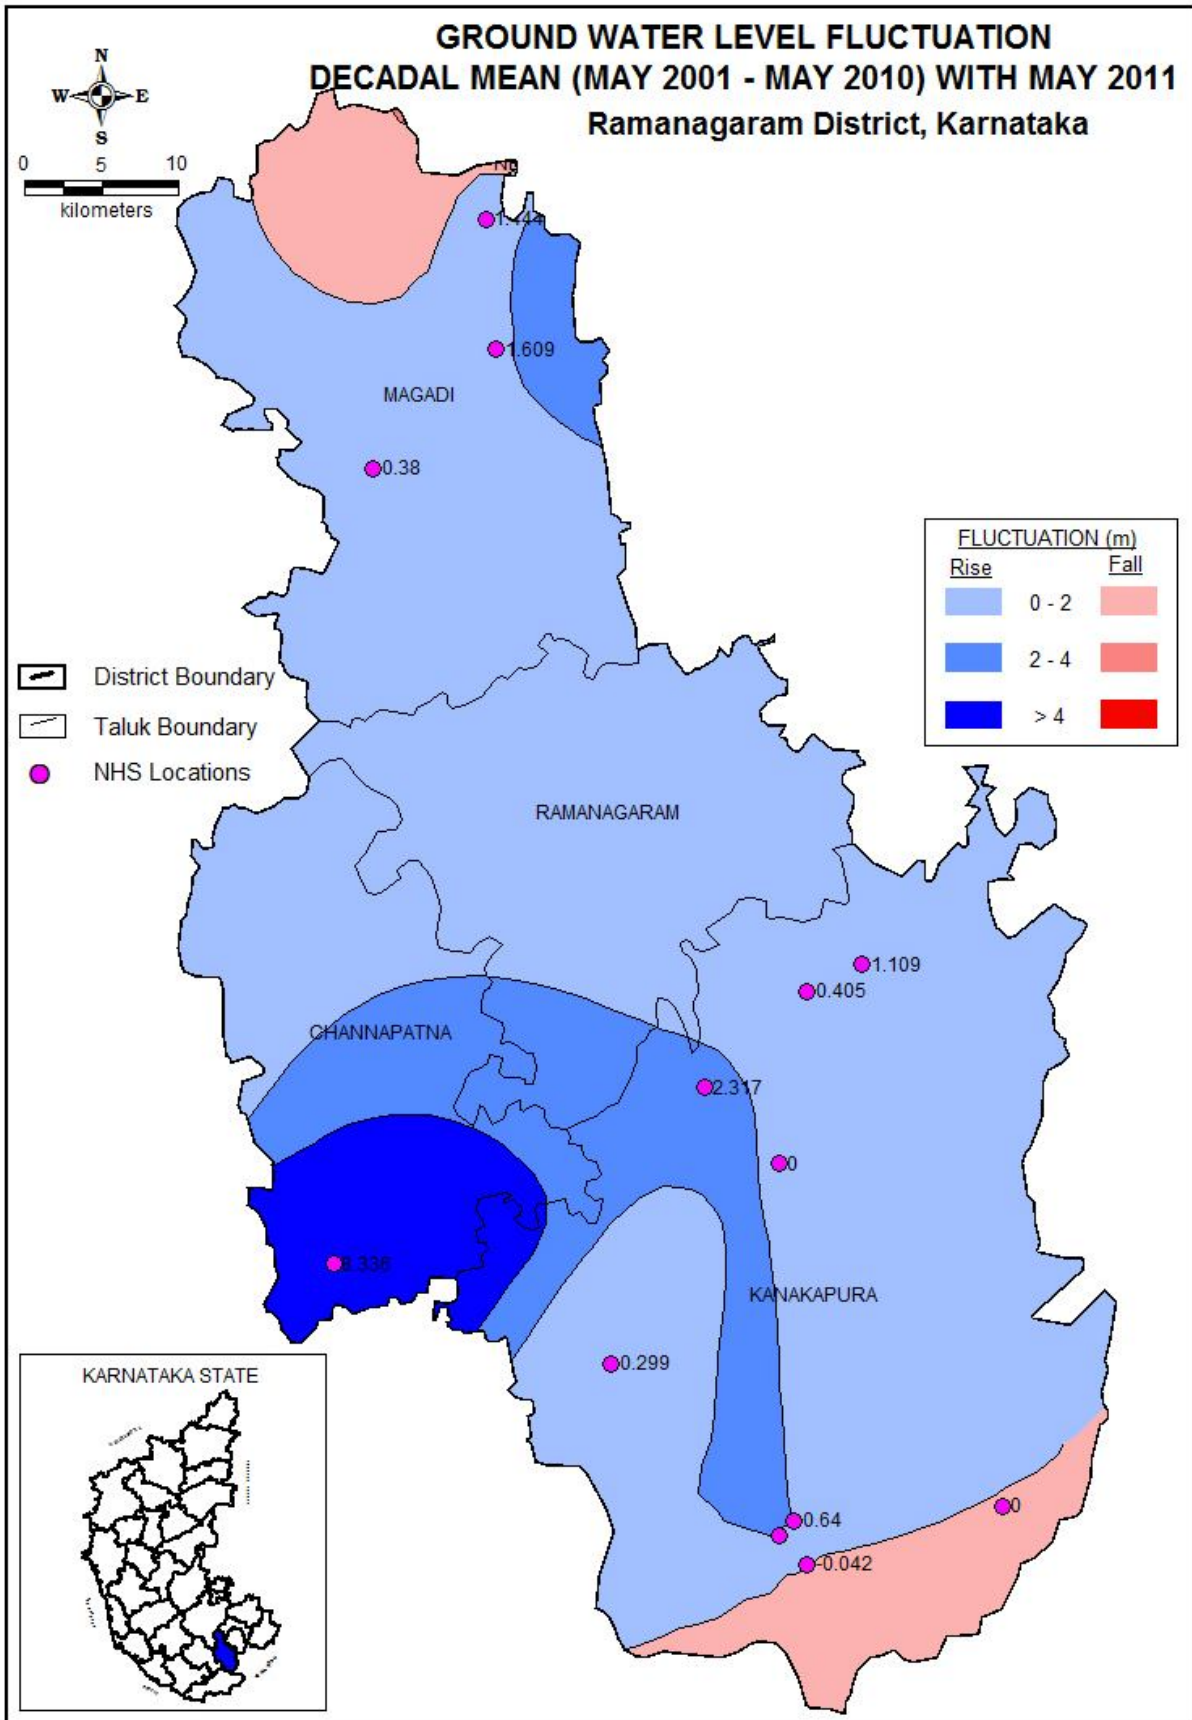 GROUND WATER LEVEL FLUCTUATION
DECADAL MEAN (MAY 2001 - MAY 2010) WITH MAY 2011
Ramanagaram District, Karnataka
N
W E
S
0 5 10
kilometers
1.444
1.609
MAGADI
0.38
FLUCTUATION (m)
Rise Fall
0 - 2
2 - 4
> 4
District Boundary
Taluk Boundary
NHS Locations
RAMANAGARAM
1.109
0.405
CHANNAPATNA
2.317
0
KANAKAPURA
0.299
0
0.64
-0.042
KARNATAKA STATE